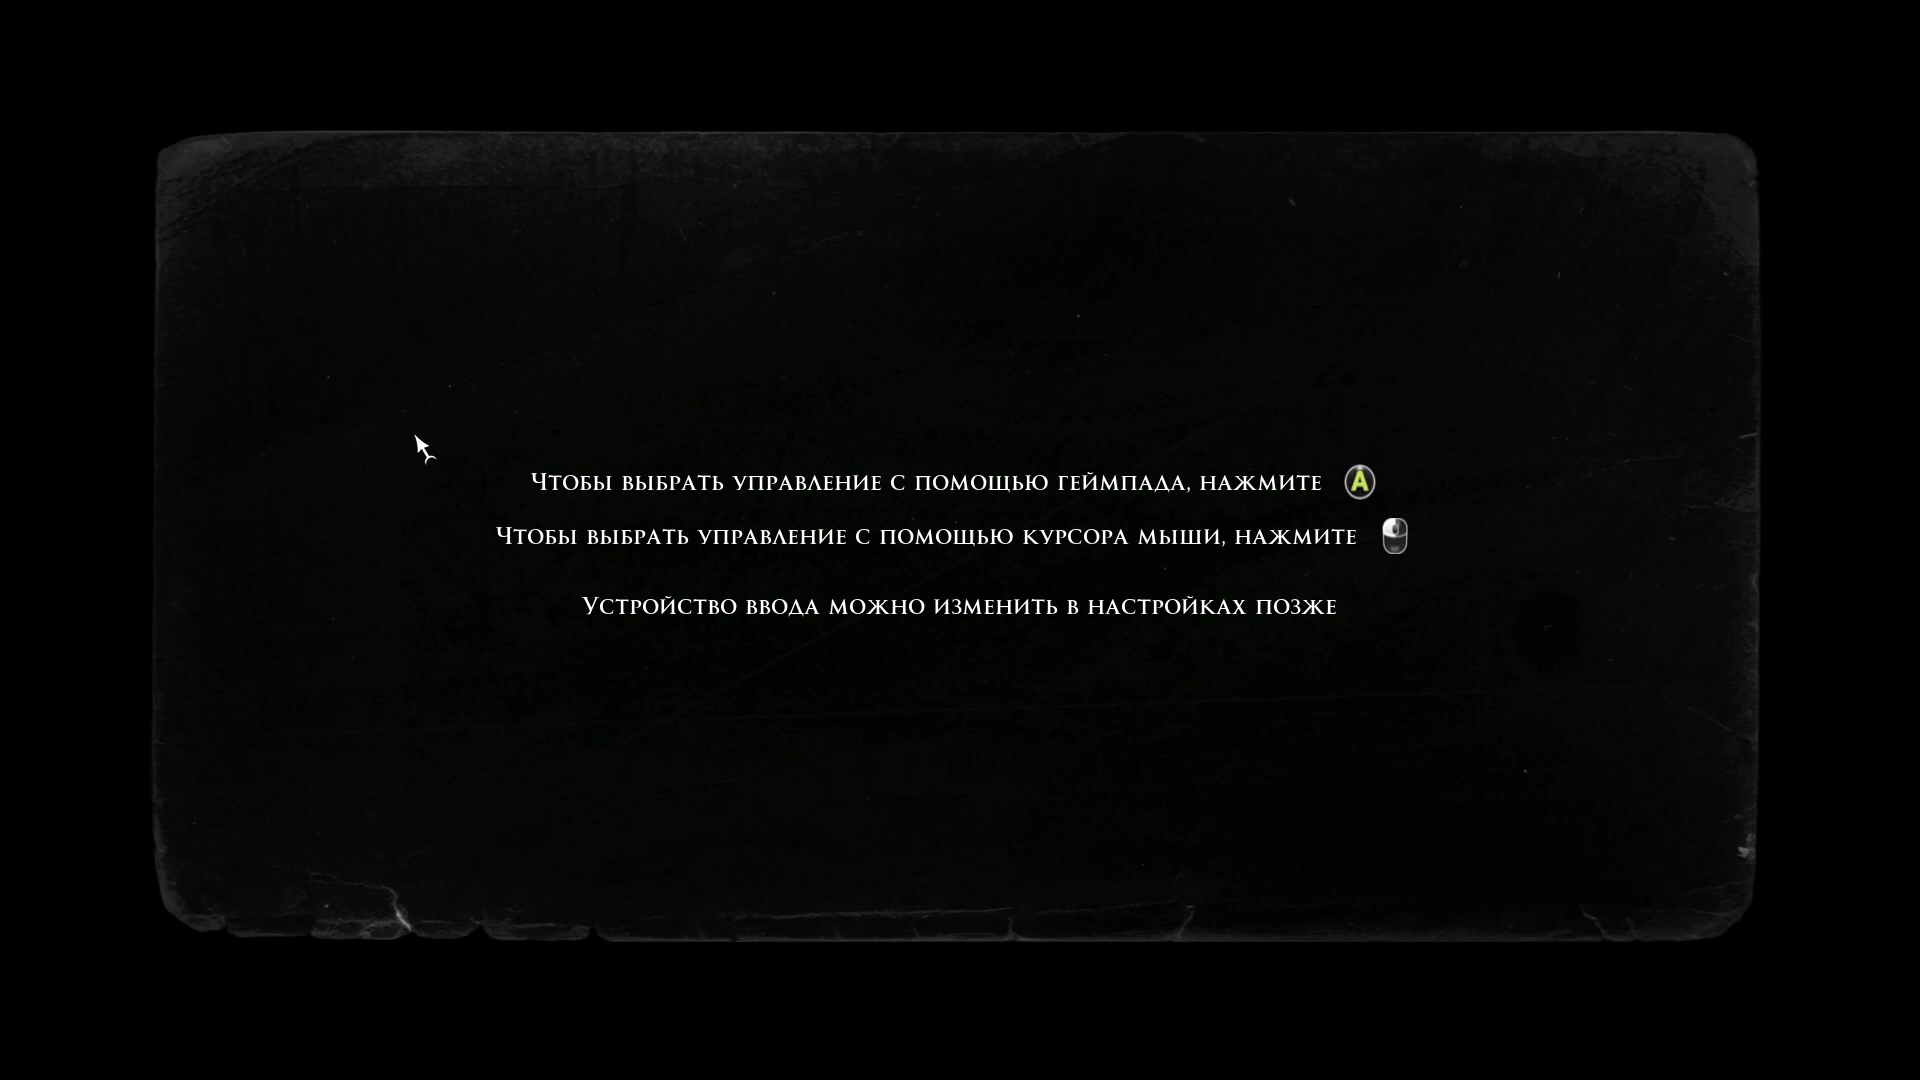 Чтобы выбрать управление с помощью геймпада, нажмите A
Чтобы выбрать управление с помощью курсора мыши, нажмите
Устройство ввода можно изменить в настройках позже